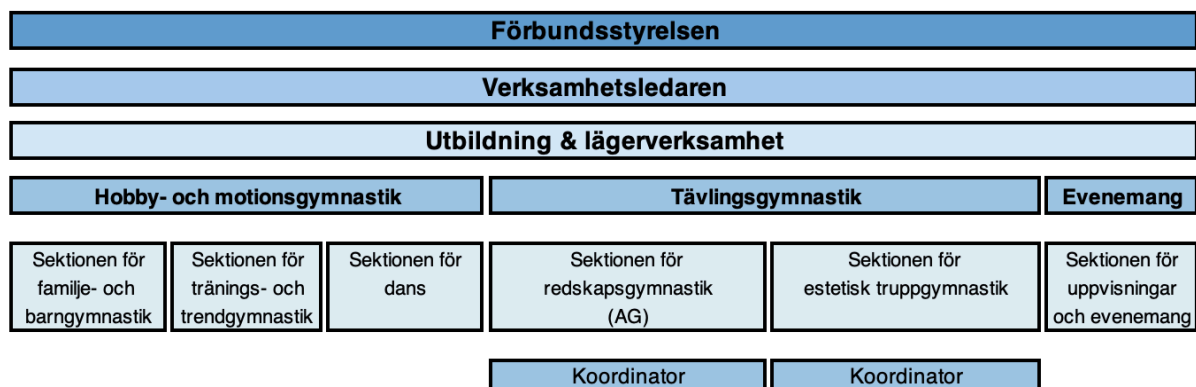 Förbundsstyrelsen
Verksamhetsledaren
Utbildning & lägerverksamhet
Hobby- och motionsgymnastik
Tävlingsgymnastik
Evenemang
Sektionen för
familje- och
barngymnastik
Sektionen för
tränings- och
trendgymnastik
Sektionen för
dans
Sektionen för
redskapsgymnastik
(AG)
Sektionen för
estetisk truppgymnastik
Sektionen för
uppvisningar
och evenemang
Koordinator
Koordinator